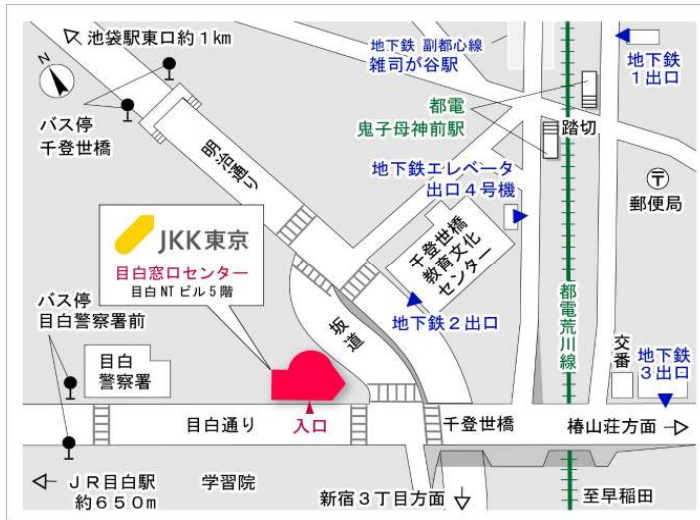 池袋駅東口約1km
N
バス停
千登世橋
明治通り
地下鉄 副都心線
雑司が谷駅
都電
鬼子母神前駅
踏切
地下鉄
1出口
〒
郵便局
地下鉄エレベータ
出口4号機
千登世橋
教育文化
センター
地下鉄2出口
JKK東京
目白窓口センター
目白NTビル5階
バス停
目白警察署前
目白
警察署
坂道
都電荒川線
交番
地下鉄
3出口
目白通り
入口
千登世橋
椿山荘方面
JR目白駅
約650m
学習院
新宿3丁目方面
至早稲田